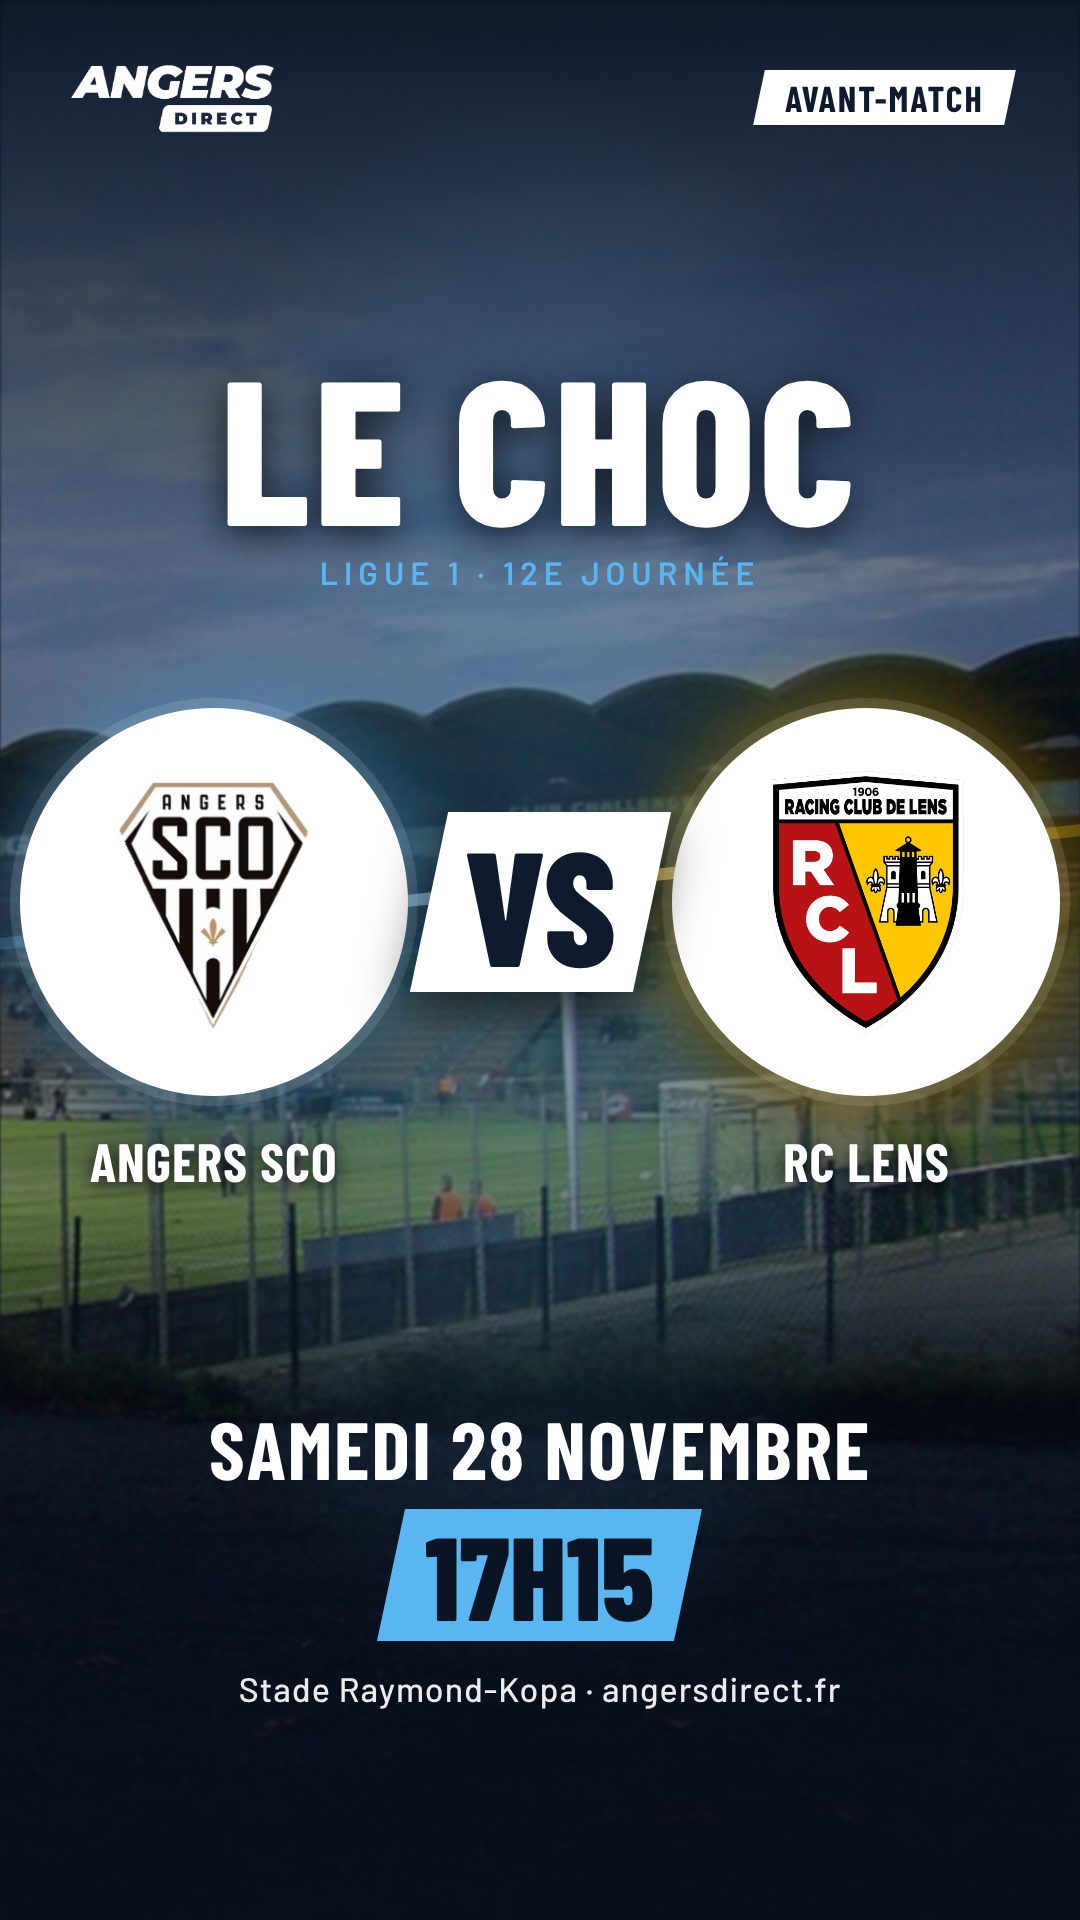 ANGERS
DIRECT
AVANT-MATCH
LE CHOC
LIGUE 1 · 12E JOURNÉE
ANGERS
SCO
1906
RACING CLUB DE LENS
R
C
L
VS
ANGERS SCO
RC LENS
SAMEDI 28 NOVEMBRE
17H15
Stade Raymond-Kopa · angersdirect.fr